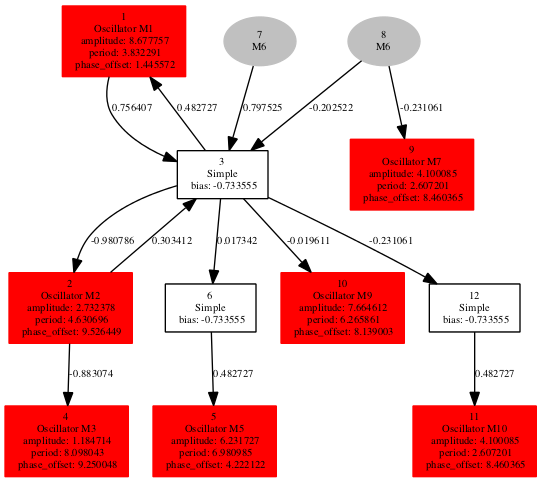 1
Oscillator M1
amplitude: 8.677757
period: 3.832291
phase_offset: 1.445572
7
M6
8
M6
0.756407
0.482727
0.797525
-0.202522
-0.231061
3
Simple
bias: -0.733555
9
Oscillator M7
amplitude: 4.100085
period: 2.607201
phase_offset: 8.460365
-0.980786
0.303412
0.017342
-0.019611
-0.231061
2
Oscillator M2
amplitude: 2.732378
period: 4.630696
phase_offset: 9.526449
6
Simple
bias: -0.733555
10
Oscillator M9
amplitude: 7.664612
period: 6.265861
phase_offset: 8.139003
12
Simple
bias: -0.733555
-0.883074
0.482727
0.482727
4
Oscillator M3
amplitude: 1.184714
period: 8.098043
phase_offset: 9.250048
5
Oscillator M5
amplitude: 6.231727
period: 6.980985
phase_offset: 4.222122
11
Oscillator M10
amplitude: 4.100085
period: 2.607201
phase_offset: 8.460365